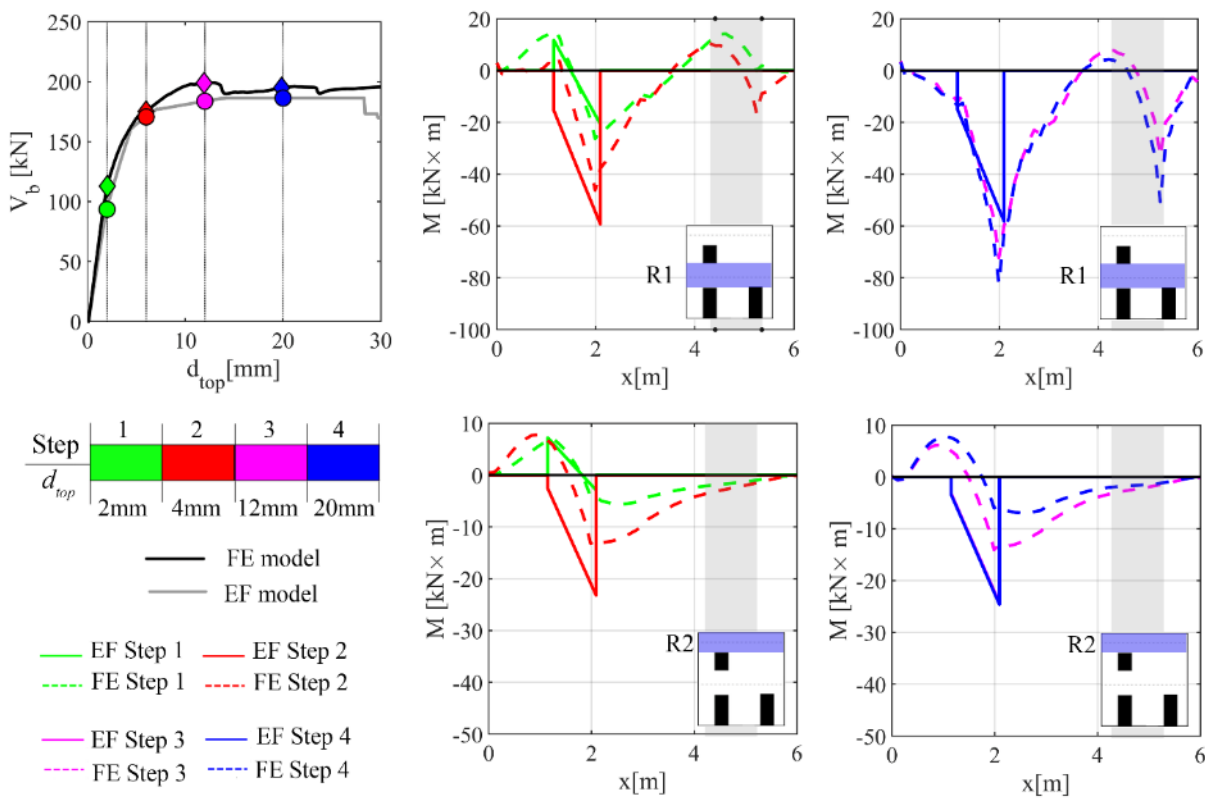 250
200
150
100
50
0
V_b [kN]
0 10 20 30
d_top[mm]
20
0
-20
-40
-60
-80
-100
M [kN× m]
R1
0 2 4 6
x[m]
20
0
-20
-40
-60
-80
-100
M [kN× m]
R1
0 2 4 6
x[m]
Step 1 2 3 4
d_top 2mm 4mm 12mm 20mm
FE model
EF model
EF Step 1 EF Step 2
FE Step 1 FE Step 2
EF Step 3 EF Step 4
FE Step 3 FE Step 4
10
0
-10
-20
-30
-40
-50
M [kN× m]
R2
0 2 4 6
x[m]
10
0
-10
-20
-30
-40
-50
M [kN× m]
R2
0 2 4 6
x[m]